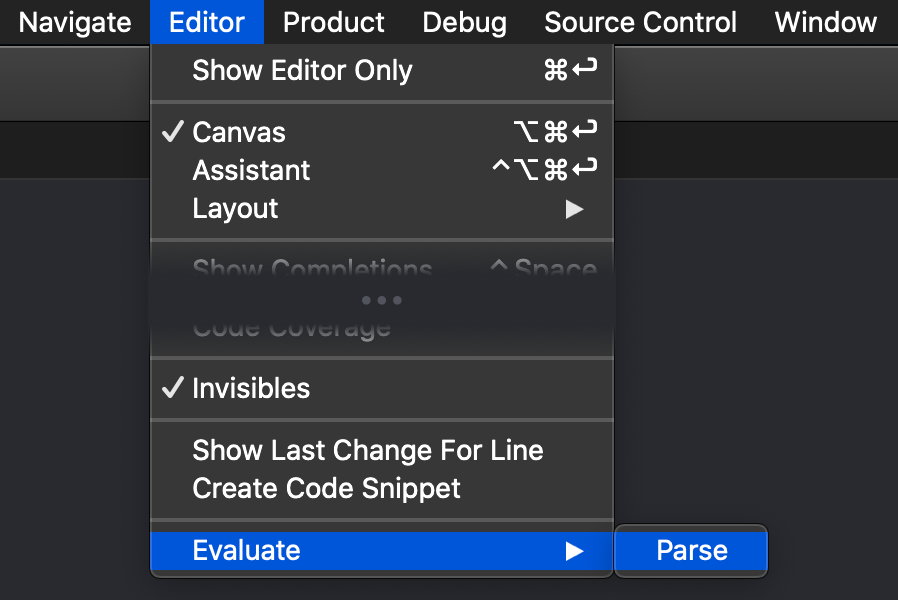 Navigate Editor Product Debug Source Control Window
Show Editor Only ⌘↩
✓ Canvas ⌥⌘↩
Assistant ^⌥⌘↩
Layout ▶
Show Completions ^Space
•••
Code Coverage
✓ Invisibles
Show Last Change For Line
Create Code Snippet
Evaluate ▶ Parse